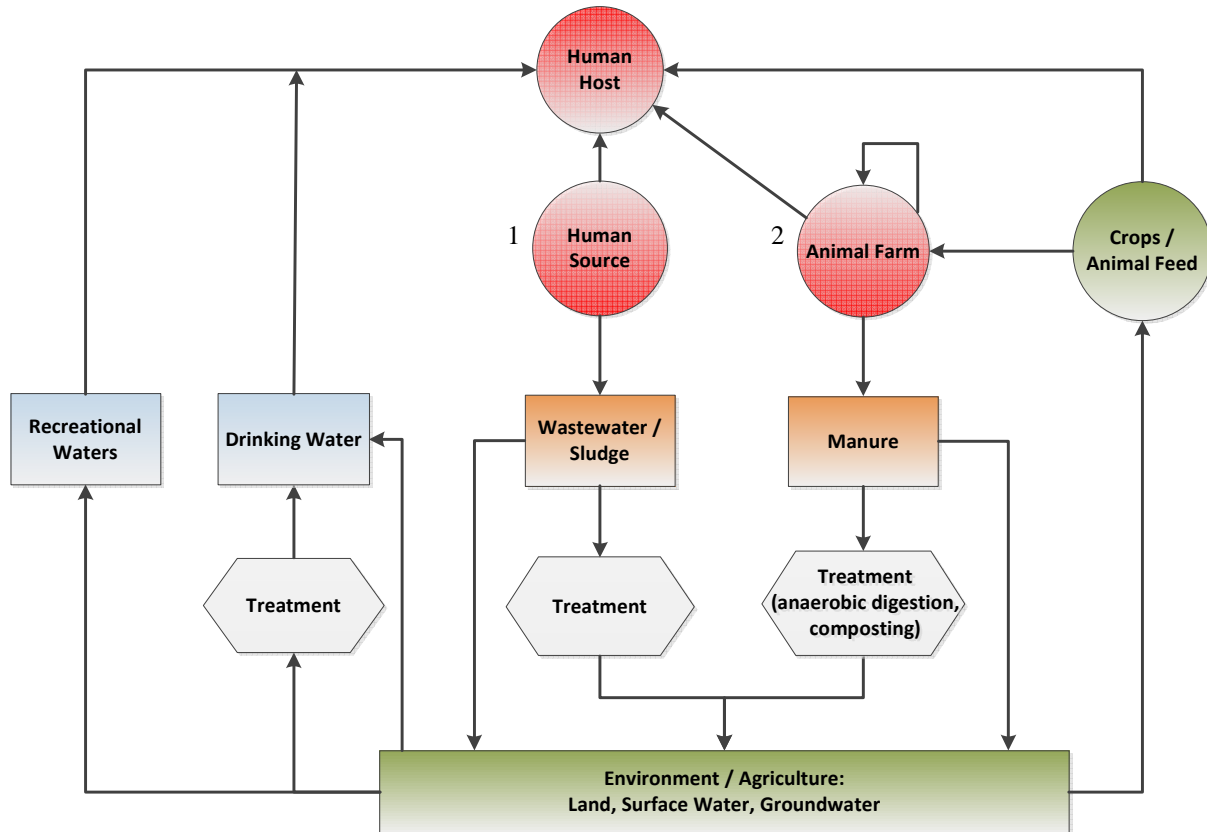 Human
Host
1
Human
Source
2
Animal Farm
Crops /
Animal Feed
Recreational
Waters
Drinking Water
Wastewater /
Sludge
Manure
Treatment
Treatment
Treatment
(anaerobic digestion,
composting)
Environment / Agriculture:
Land, Surface Water, Groundwater